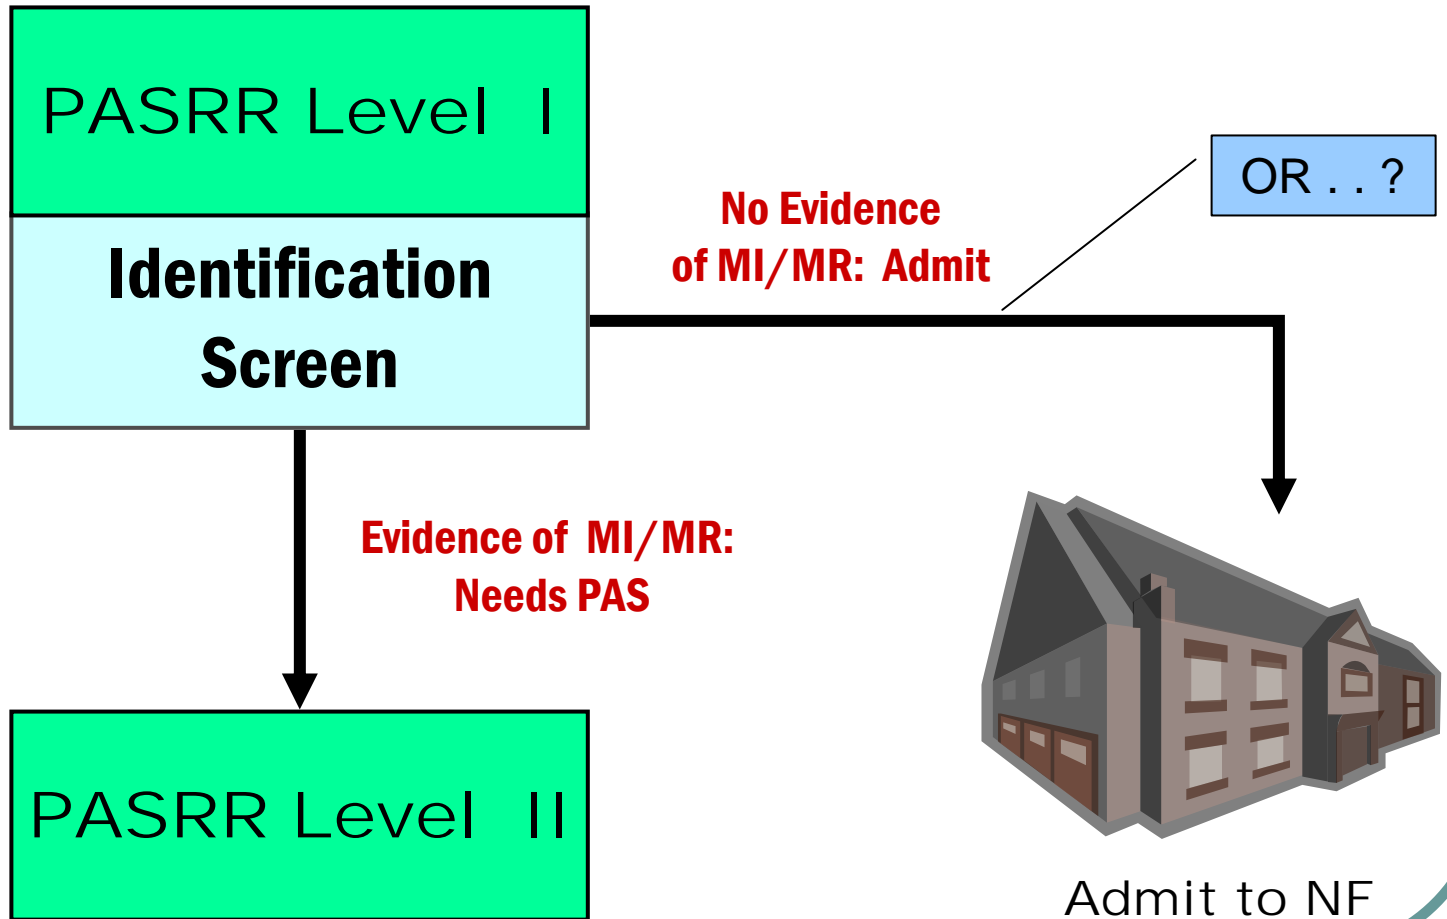 PASRR Level I
Identification
Screen
No Evidence
of MI/MR: Admit
OR . . ?
Evidence of MI/MR:
Needs PAS
PASRR Level II
Admit to NF